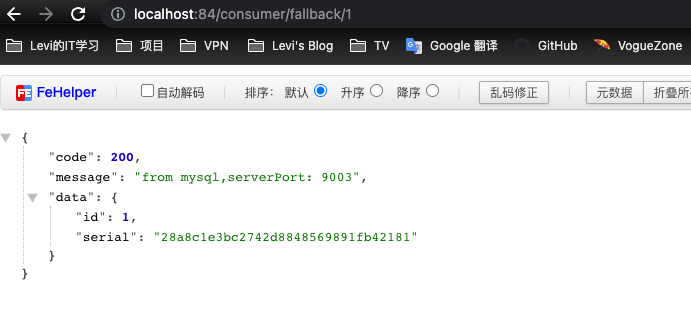 localhost:84/consumer/fallback/1
Levi的IT学习 项目 VPN Levi's Blog TV Google 翻译 GitHub VogueZone
FE FeHelper 自动解码 排序： 默认 升序 降序 乱码修正 元数据 折叠所
{
"code": 200,
"message": "from mysql,serverPort: 9003",
"data": {
"id": 1,
"serial": "28a8c1e3bc2742d8848569891fb42181"
}
}